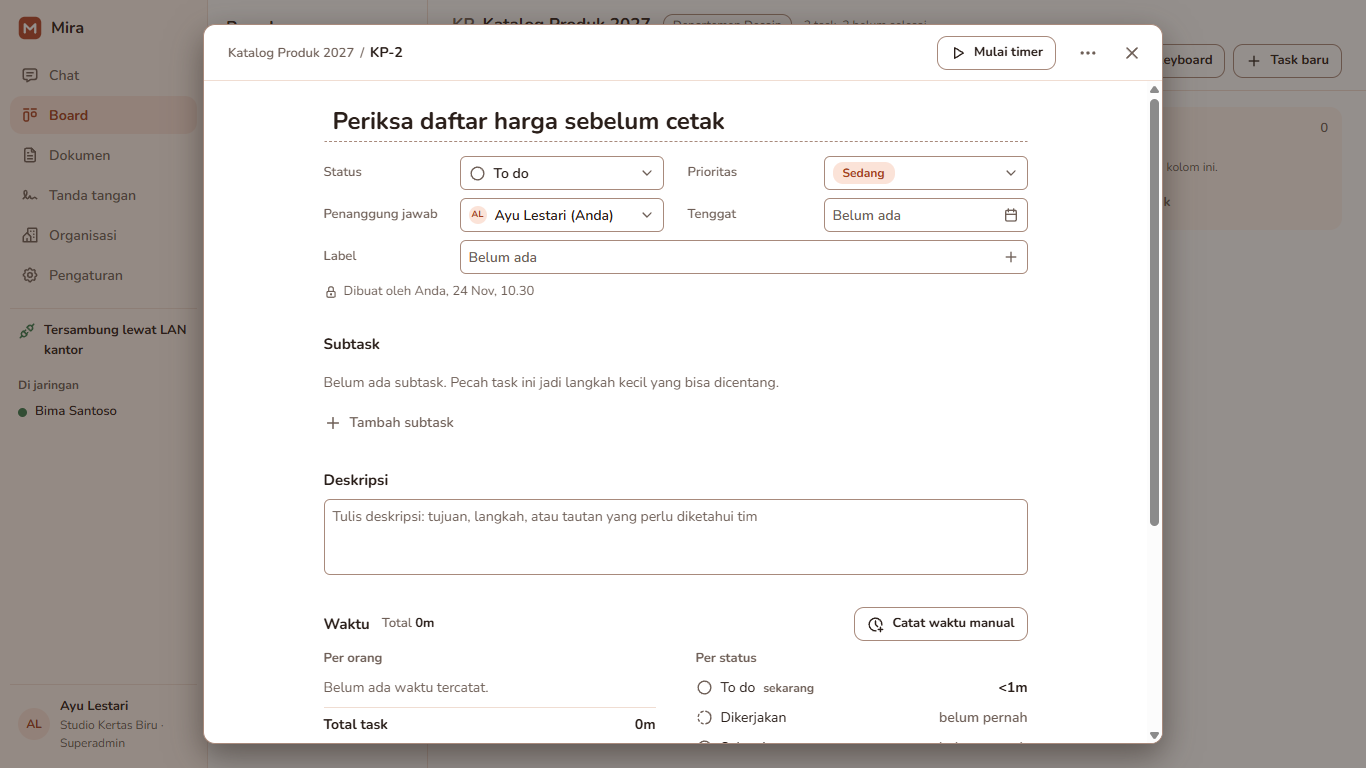 Mira
Chat
Board
Dokumen
Tanda tangan
Organisasi
Pengaturan
Tersambung lewat LAN
kantor
Di jaringan
Bima Santoso
AL
Ayu Lestari
Studio Kertas Biru ·
Superadmin
Task baru
0
kolom ini.
Katalog Produk 2027 / KP-2
Mulai timer
Periksa daftar harga sebelum cetak
Status
To do
Prioritas
Sedang
Penanggung jawab
AL Ayu Lestari (Anda)
Tenggat
Belum ada
Label
Belum ada
Dibuat oleh Anda, 24 Nov, 10.30
Subtask
Belum ada subtask. Pecah task ini jadi langkah kecil yang bisa dicentang.
Tambah subtask
Deskripsi
Tulis deskripsi: tujuan, langkah, atau tautan yang perlu diketahui tim
Waktu Total 0m
Catat waktu manual
Per orang
Belum ada waktu tercatat.
Total task 0m
Per status
To do sekarang <1m
Dikerjakan belum pernah